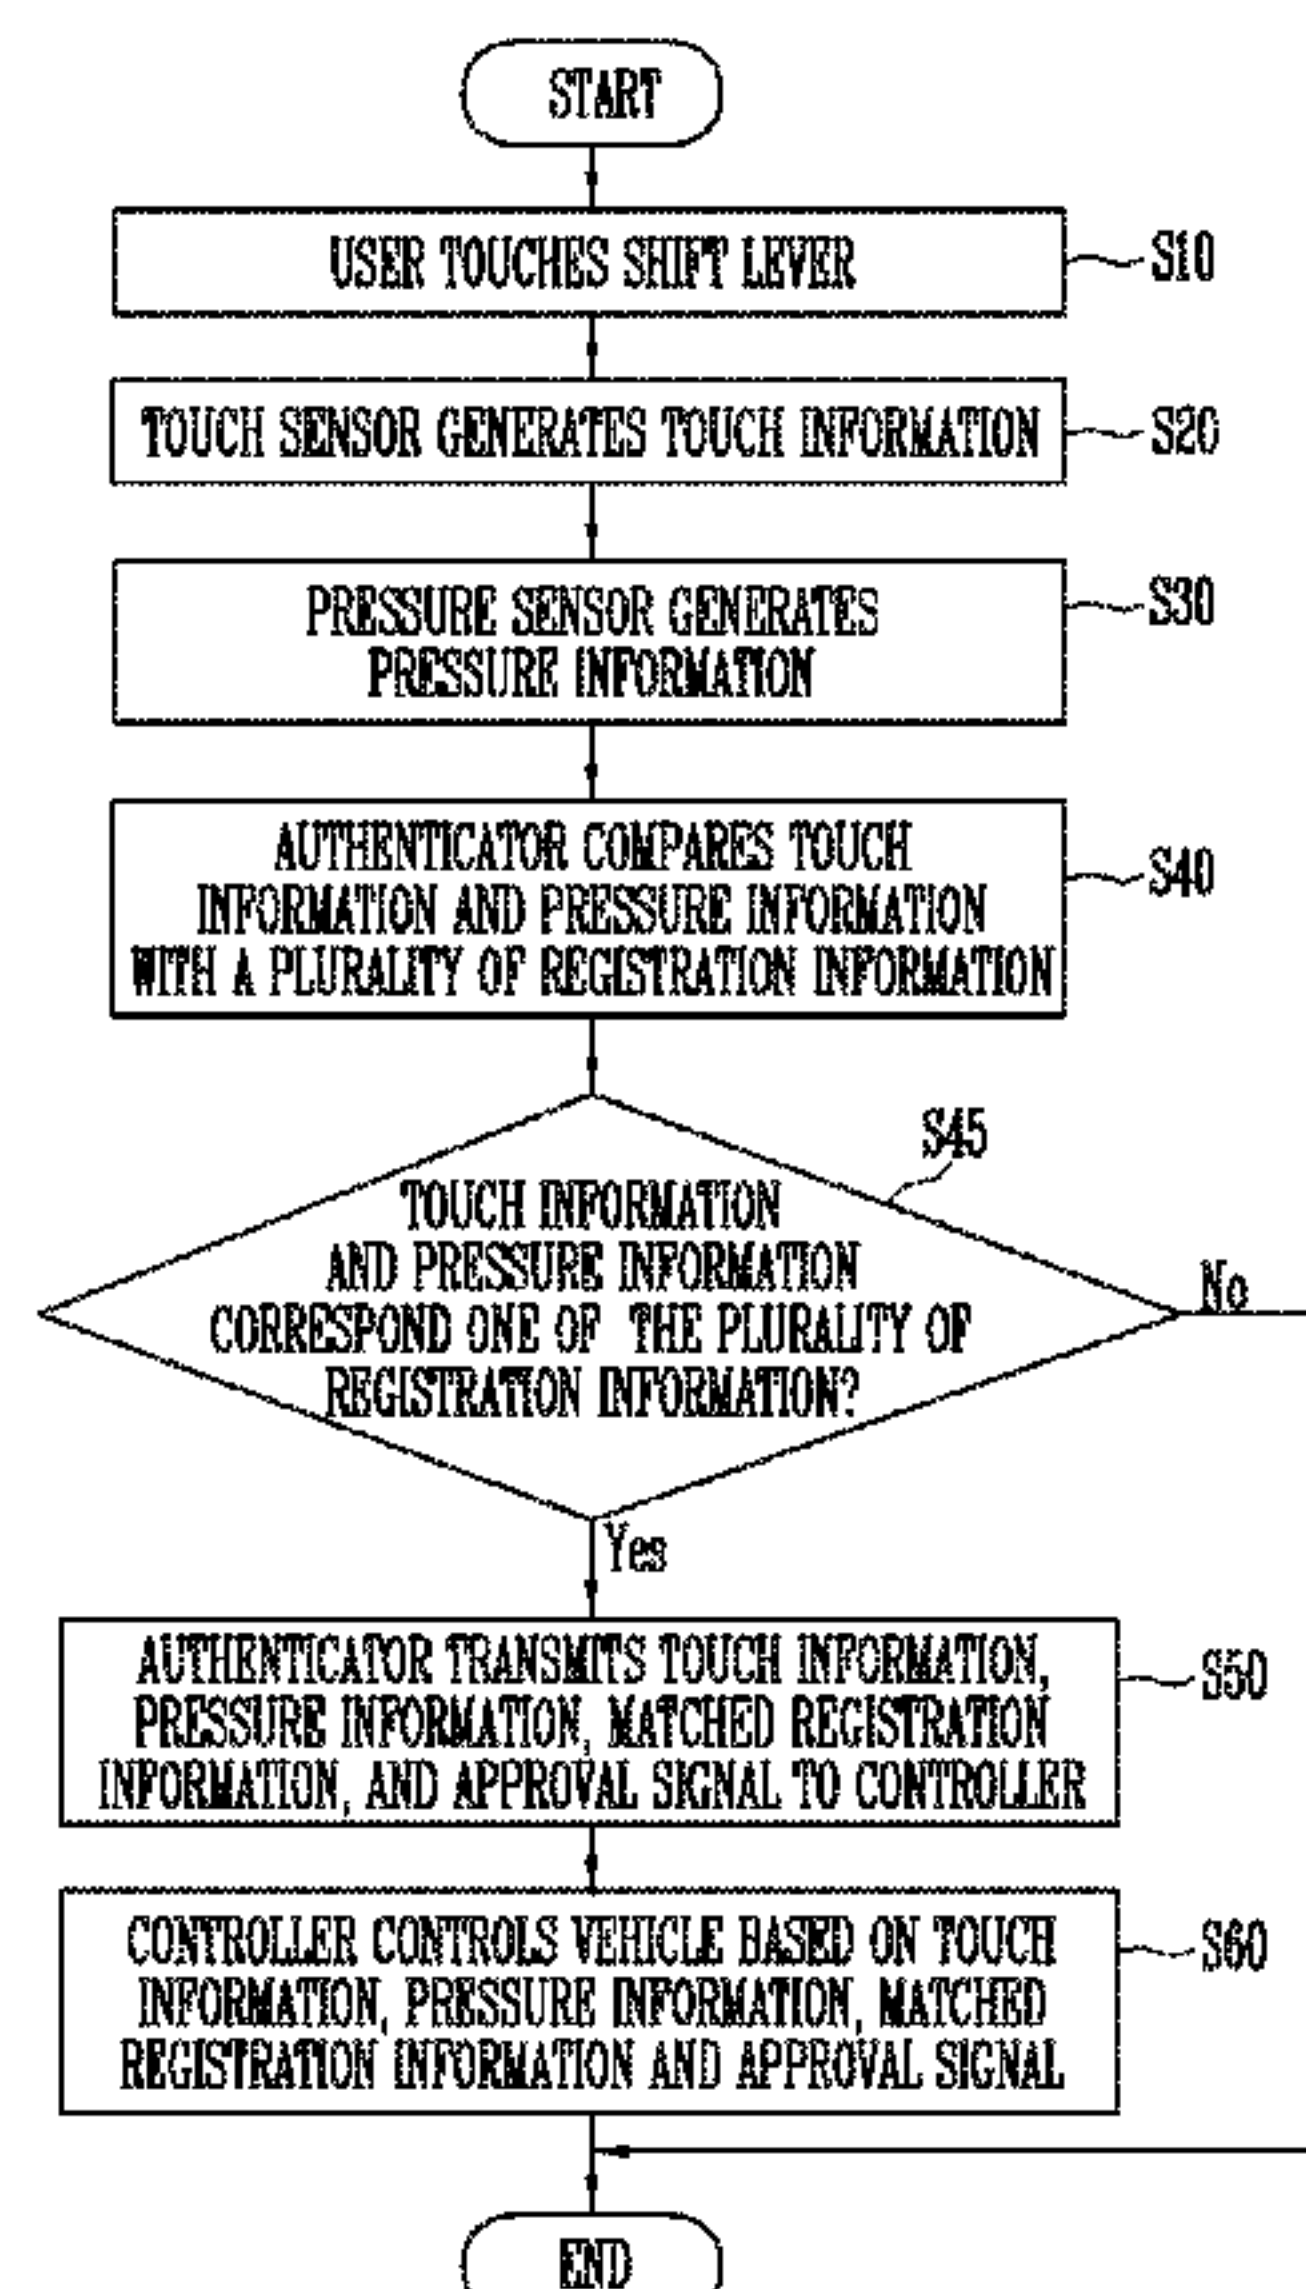 START
USER TOUCHES SHIFT LEVER
S10
TOUCH SENSOR GENERATES TOUCH INFORMATION
S20
PRESSURE SENSOR GENERATES
PRESSURE INFORMATION
S30
AUTHENTICATOR COMPARES TOUCH
INFORMATION AND PRESSURE INFORMATION
WITH A PLURALITY OF REGISTRATION INFORMATION
S40
S45
TOUCH INFORMATION
AND PRESSURE INFORMATION
CORRESPOND ONE OF THE PLURALITY OF
REGISTRATION INFORMATION?
No
Yes
AUTHENTICATOR TRANSMITS TOUCH INFORMATION,
PRESSURE INFORMATION, MATCHED REGISTRATION
INFORMATION, AND APPROVAL SIGNAL TO CONTROLLER
S50
CONTROLLER CONTROLS VEHICLE BASED ON TOUCH
INFORMATION, PRESSURE INFORMATION, MATCHED
REGISTRATION INFORMATION AND APPROVAL SIGNAL
S60
END